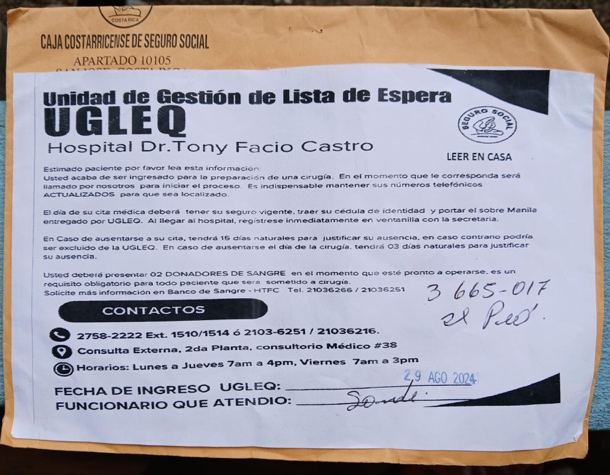 COSTA RICA
CAJA COSTARRICENSE DE SEGURO SOCIAL
APARTADO 10105
Unidad de Gestión de Lista de Espera
UGLEQ
Hospital Dr.Tony Facio Castro
SEGURO SOCIAL
LEER EN CASA
Estimado paciente por favor lea esta información:
Usted acaba de ser ingresado para la preparación de una cirugía. En el momento que le corresponda será
llamado por nosotros para iniciar el proceso. Es indispensable mantener sus números telefónicos
ACTUALIZADOS para que sea localizado.
El día de su cita médica deberá tener su seguro vigente, traer su cédula de identidad y portar el sobre Manila
entregado por UGLEQ. Al llegar al hospital, regístrese inmediatamente en ventanilla con la secretaria.
En Caso de ausentarse a su cita, tendrá 15 días naturales para justificar su ausencia, en caso contrario podría
ser excluido de la UGLEQ. En caso de ausentarse el día de la cirugía, tendrá 03 días naturales para justificar
su ausencia.
Usted deberá presentar 02 DONADORES DE SANGRE en el momento que esté pronto a operarse, es un
requisito obligatorio para todo paciente que será sometido a cirugía.
Solicite más información en Banco de Sangre - HTFC Tel. 21036266 / 21036251
3 665-017
CONTACTOS
2758-2222 Ext. 1510/1514 ó 2103-6251 / 21036216.
Consulta Externa, 2da Planta, consultorio Médico #38
Horarios: Lunes a Jueves 7am a 4pm, Viernes 7am a 3pm
FECHA DE INGRESO UGLEQ: 29 AGO 2024
FUNCIONARIO QUE ATENDIO: